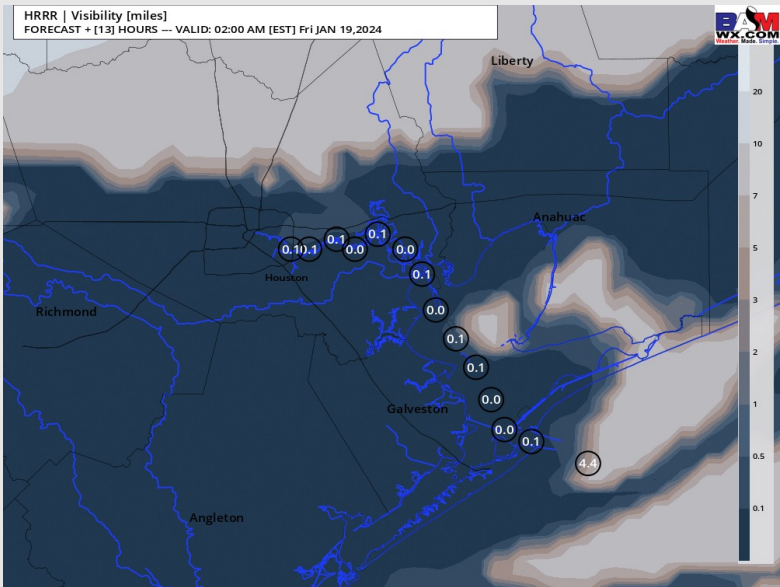 HRRR | Visibility [miles]
FORECAST + [13] HOURS --- VALID: 02:00 AM [EST] Fri JAN 19,2024
BAM
WX.COM
Weather. Made. Simple.
Liberty
20
10
7
Anahuac
0.1
0.1
0.1
0.0
0.1
0.0
5
0.1
Houston
3
Richmond
0.0
0.1
2
0.1
0.0
1
Galveston
0.0
0.1
0.5
4.4
0.1
Angleton